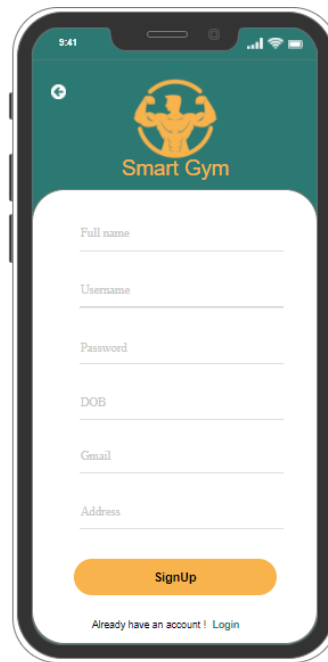 9:41
Smart Gym
Full name
Username
Password
DOB
Gmail
Address
SignUp
Already have an account ! Login